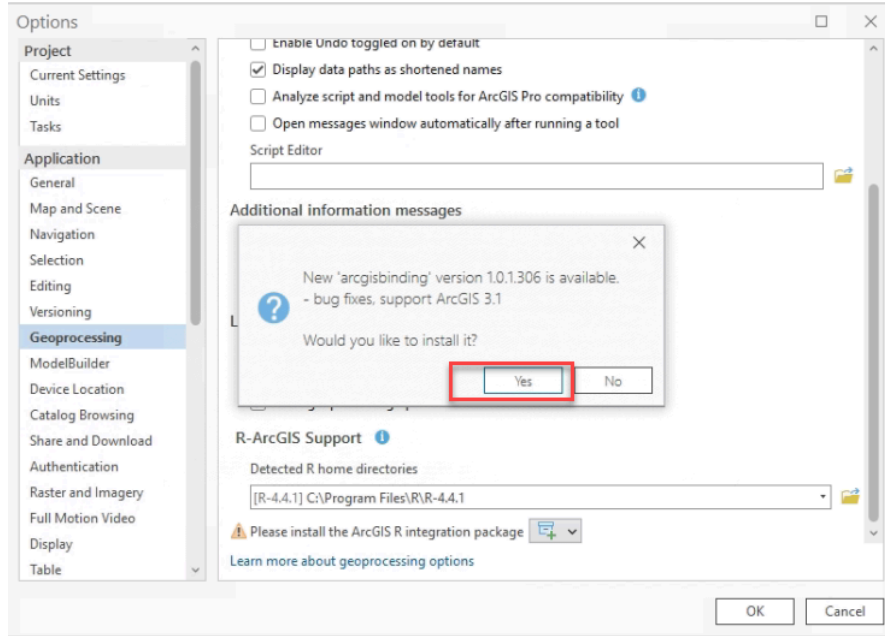 Options
Project
Current Settings
Units
Tasks
Application
General
Map and Scene
Navigation
Selection
Editing
Versioning
Geoprocessing
ModelBuilder
Device Location
Catalog Browsing
Share and Download
Authentication
Raster and Imagery
Full Motion Video
Display
Table
Enable Undo toggled on by default
Display data paths as shortened names
Analyze script and model tools for ArcGIS Pro compatibility
Open messages window automatically after running a tool
Script Editor
Additional information messages
L
New 'arcgisbinding' version 1.0.1.306 is available.
- bug fixes, support ArcGIS 3.1
Would you like to install it?
Yes No
R-ArcGIS Support
Detected R home directories
[R-4.4.1] C:\Program Files\R\R-4.4.1
Please install the ArcGIS R integration package
Learn more about geoprocessing options
OK Cancel